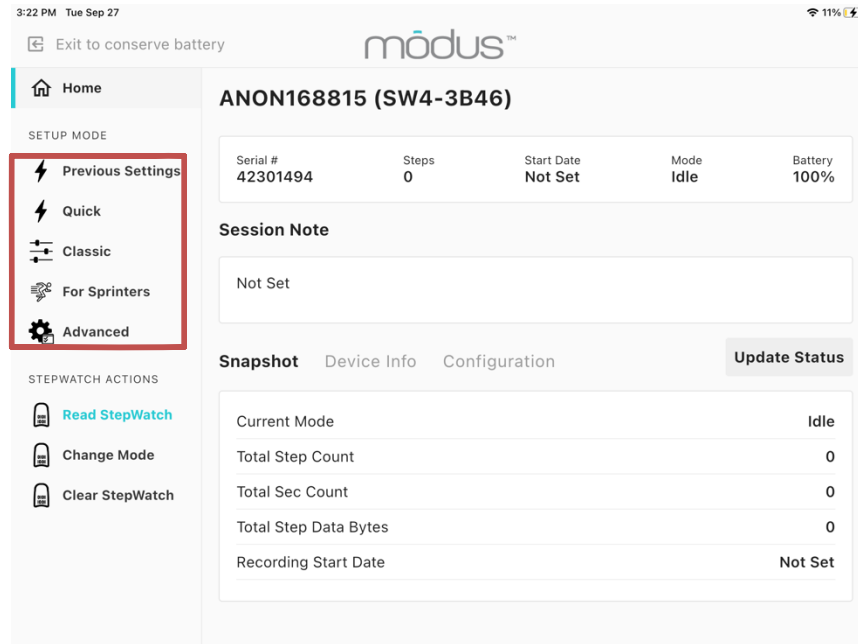 3:22 PM Tue Sep 27
11%
Exit to conserve battery
mōdus™
Home
SETUP MODE
Previous Settings
Quick
Classic
For Sprinters
Advanced
STEPWATCH ACTIONS
Read StepWatch
Change Mode
Clear StepWatch
ANON168815 (SW4-3B46)
Serial # Steps Start Date Mode Battery
42301494 0 Not Set Idle 100%
Session Note
Not Set
Snapshot Device Info Configuration Update Status
Current Mode Idle
Total Step Count 0
Total Sec Count 0
Total Step Data Bytes 0
Recording Start Date Not Set